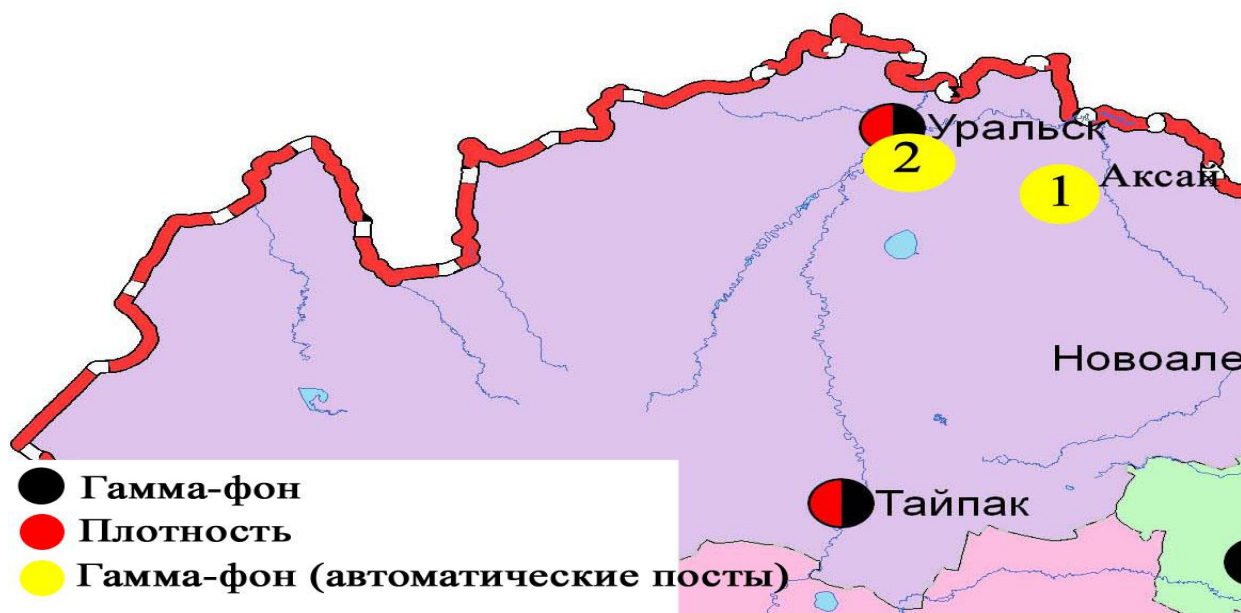 Уральск
2
1
Аксай
Новоале
Тайпак
Гамма-фон
Плотность
Гамма-фон (автоматические посты)